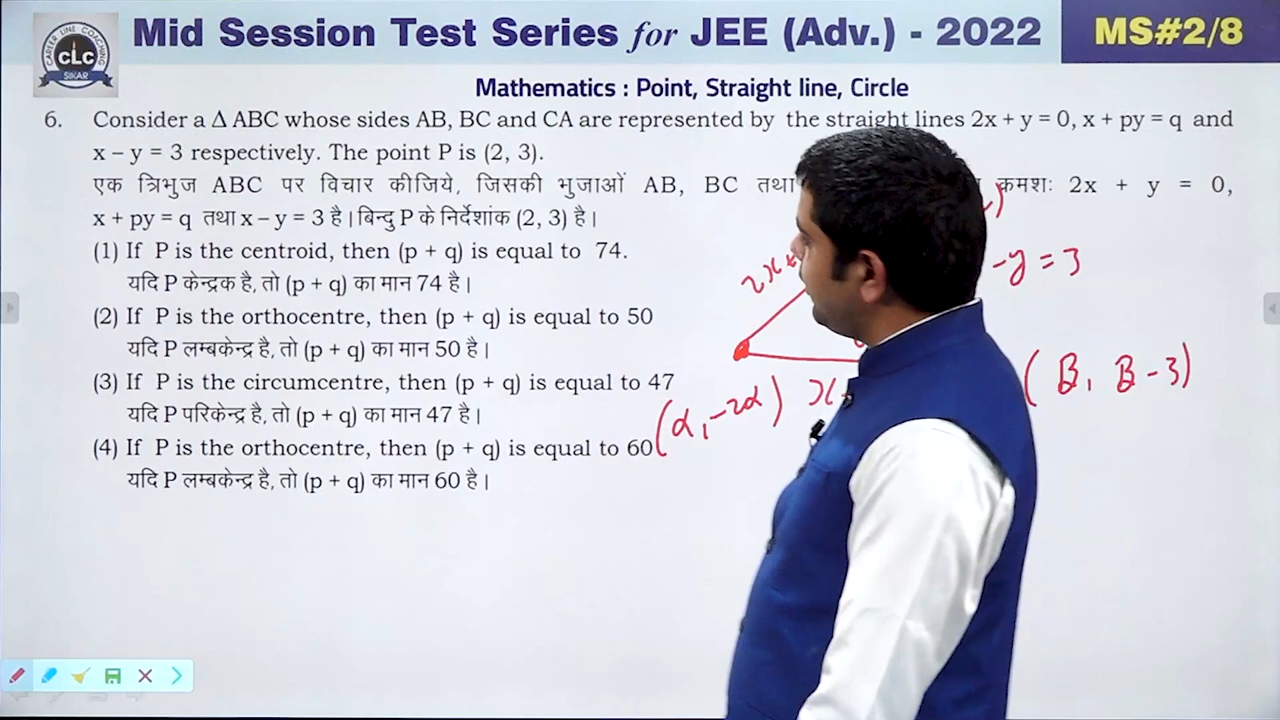 CAREER LINE COACHING
CLC
SIKAR
Mid Session Test Series for JEE (Adv.) - 2022
MS#2/8
Mathematics : Point, Straight line, Circle
6. Consider a Δ ABC whose sides AB, BC and CA are represented by the straight lines 2x + y = 0, x + py = q and
x – y = 3 respectively. The point P is (2, 3).
एक त्रिभुज ABC पर विचार कीजिये, जिसकी भुजाओं AB, BC तथा क्रमशः 2x + y = 0,
x + py = q तथा x – y = 3 है। बिन्दु P के निर्देशांक (2, 3) है।
(1) If P is the centroid, then (p + q) is equal to 74.
यदि P केन्द्रक है, तो (p + q) का मान 74 है।
(2) If P is the orthocentre, then (p + q) is equal to 50
यदि P लम्बकेन्द्र है, तो (p + q) का मान 50 है।
(3) If P is the circumcentre, then (p + q) is equal to 47
यदि P परिकेन्द्र है, तो (p + q) का मान 47 है।
(4) If P is the orthocentre, then (p + q) is equal to 60
यदि P लम्बकेन्द्र है, तो (p + q) का मान 60 है।
2x+
-y = 3
(α, -2α)
x
(B, B-3)